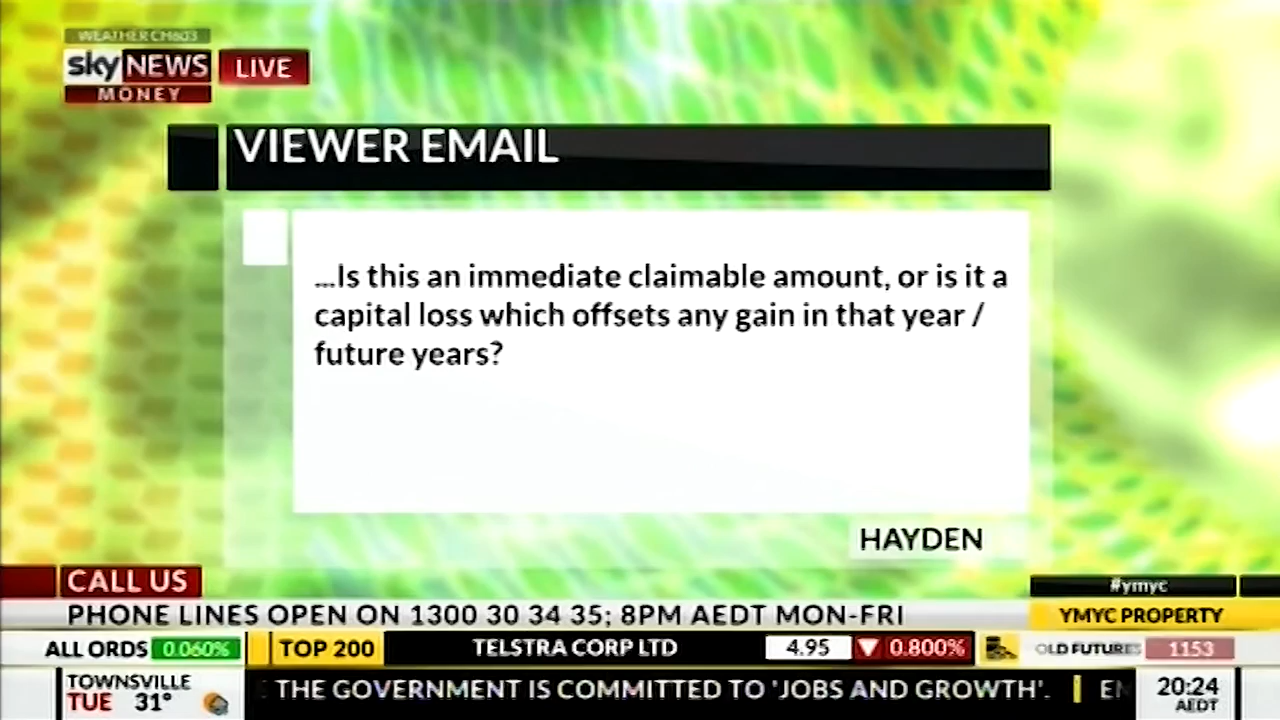 WEATHER CH603
sky NEWS LIVE
MONEY
VIEWER EMAIL
...Is this an immediate claimable amount, or is it a
capital loss which offsets any gain in that year /
future years?
HAYDEN
CALL US
#ymyc
PHONE LINES OPEN ON 1300 30 34 35; 8PM AEDT MON-FRI
YMYC PROPERTY
ALL ORDS 0.060% TOP 200 TELSTRA CORP LTD 4.95 ▼ 0.800% OLD FUTURES 1153
TOWNSVILLE
TUE 31°
THE GOVERNMENT IS COMMITTED TO 'JOBS AND GROWTH'. | EN
20:24
AEDT